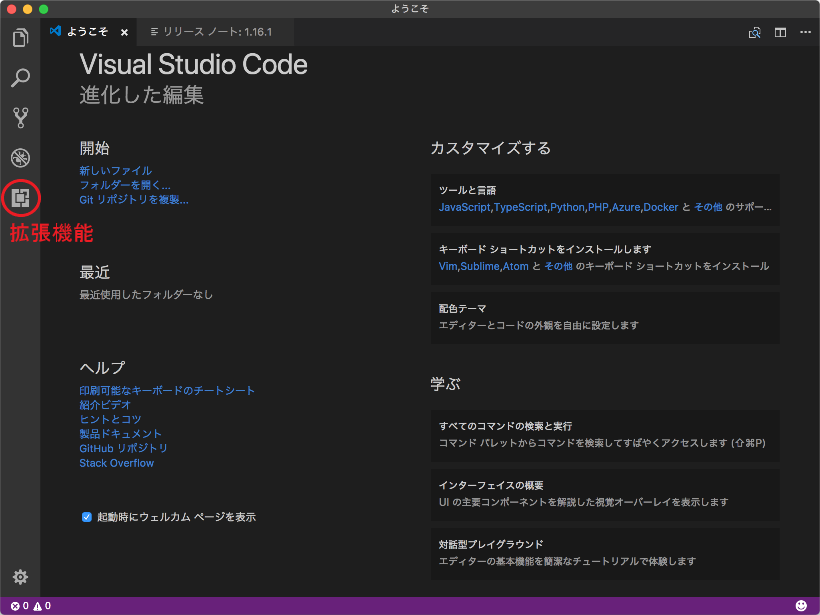 ようこそ
ようこそ ×
リリース ノート: 1.16.1
Visual Studio Code
進化した編集
開始
新しいファイル
フォルダーを開く...
Git リポジトリを複製...
拡張機能
最近
最近使用したフォルダーなし
ヘルプ
印刷可能なキーボードのチートシート
紹介ビデオ
ヒントとコツ
製品ドキュメント
GitHub リポジトリ
Stack Overflow
起動時にウェルカム ページを表示
カスタマイズする
ツールと言語
JavaScript,TypeScript,Python,PHP,Azure,Docker と その他 のサポー...
キーボード ショートカットをインストールします
Vim,Sublime,Atom と その他 のキーボード ショートカットをインストール
配色テーマ
エディターとコードの外観を自由に設定します
学ぶ
すべてのコマンドの検索と実行
コマンド パレットからコマンドを検索してすばやくアクセスします (⇧⌘P)
インターフェイスの概要
UI の主要コンポーネントを解説した視覚オーバーレイを表示します
対話型プレイグラウンド
エディターの基本機能を簡潔なチュートリアルで体験します
0 0